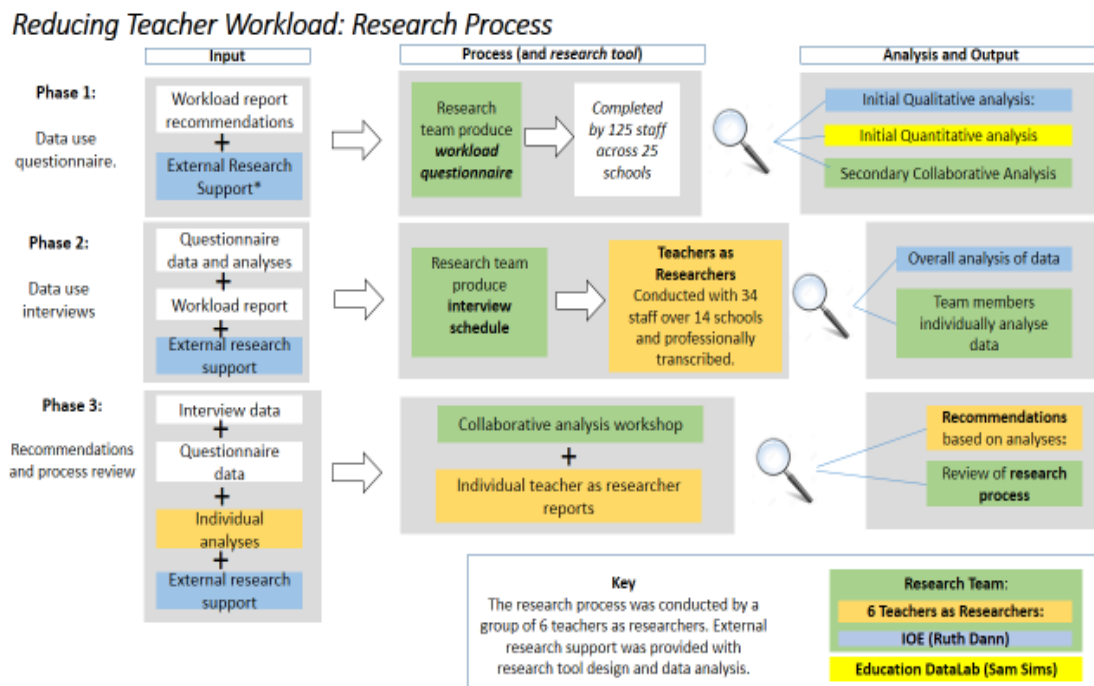 Reducing Teacher Workload: Research Process
Input
Process (and research tool)
Analysis and Output
Phase 1:
Data use
questionnaire.
Workload report
recommendations
+
External Research
Support*
Research
team produce
workload
questionnaire
Completed
by 125 staff
across 25
schools
Initial Qualitative analysis:
Initial Quantitative analysis
Secondary Collaborative Analysis
Phase 2:
Data use
interviews
Questionnaire
data and analyses
+
Workload report
+
External research
support
Research team
produce
interview
schedule
Teachers as
Researchers
Conducted with 34
staff over 14 schools
and professionally
transcribed.
Overall analysis of data
Team members
individually analyse
data
Phase 3:
Recommendations
and process review
Interview data
+
Questionnaire
data
+
Individual
analyses
+
External research
support
Collaborative analysis workshop
+
Individual teacher as researcher
reports
Recommendations
based on analyses:
Review of research
process
Key
The research process was conducted by a
group of 6 teachers as researchers. External
research support was provided with
research tool design and data analysis.
Research Team:
6 Teachers as Researchers:
IOE (Ruth Dann)
Education DataLab (Sam Sims)